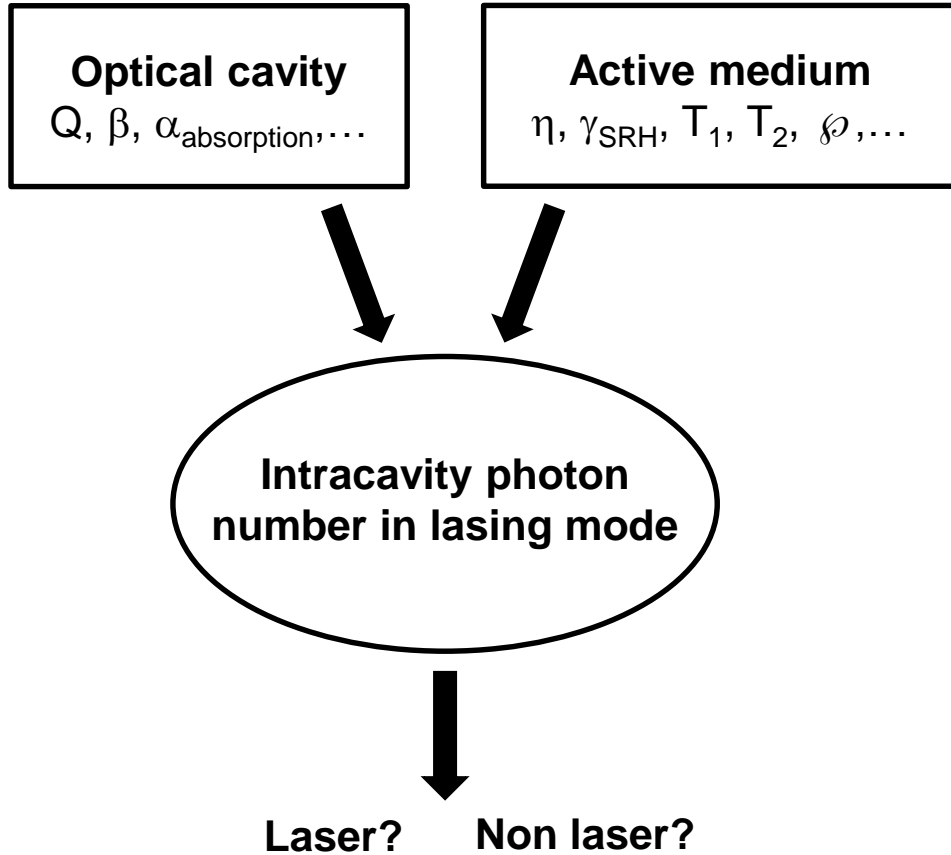 Optical cavity
Q, β, α_absorption,...
Active medium
η, γ_SRH, T_1, T_2, ℘,...
Intracavity photon
number in lasing mode
Laser? Non laser?